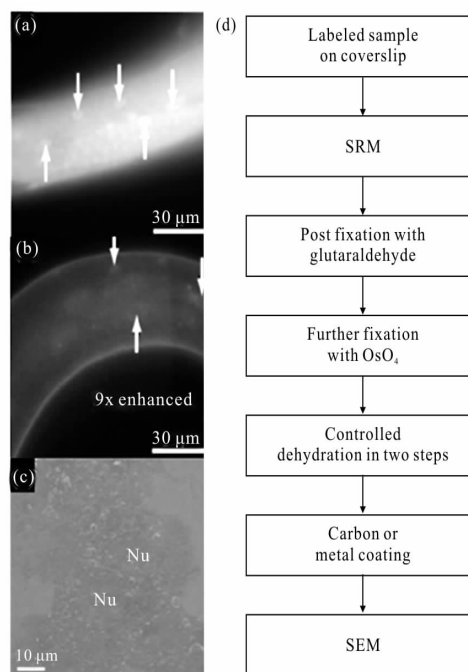 (a)
30 μm
(b)
9x enhanced
30 μm
(c)
Nu
Nu
10 μm
(d)
Labeled sample
on coverslip
SRM
Post fixation with
glutaraldehyde
Further fixation
with OsO₄
Controlled
dehydration in two
steps
Carbon or
metal coating
SEM